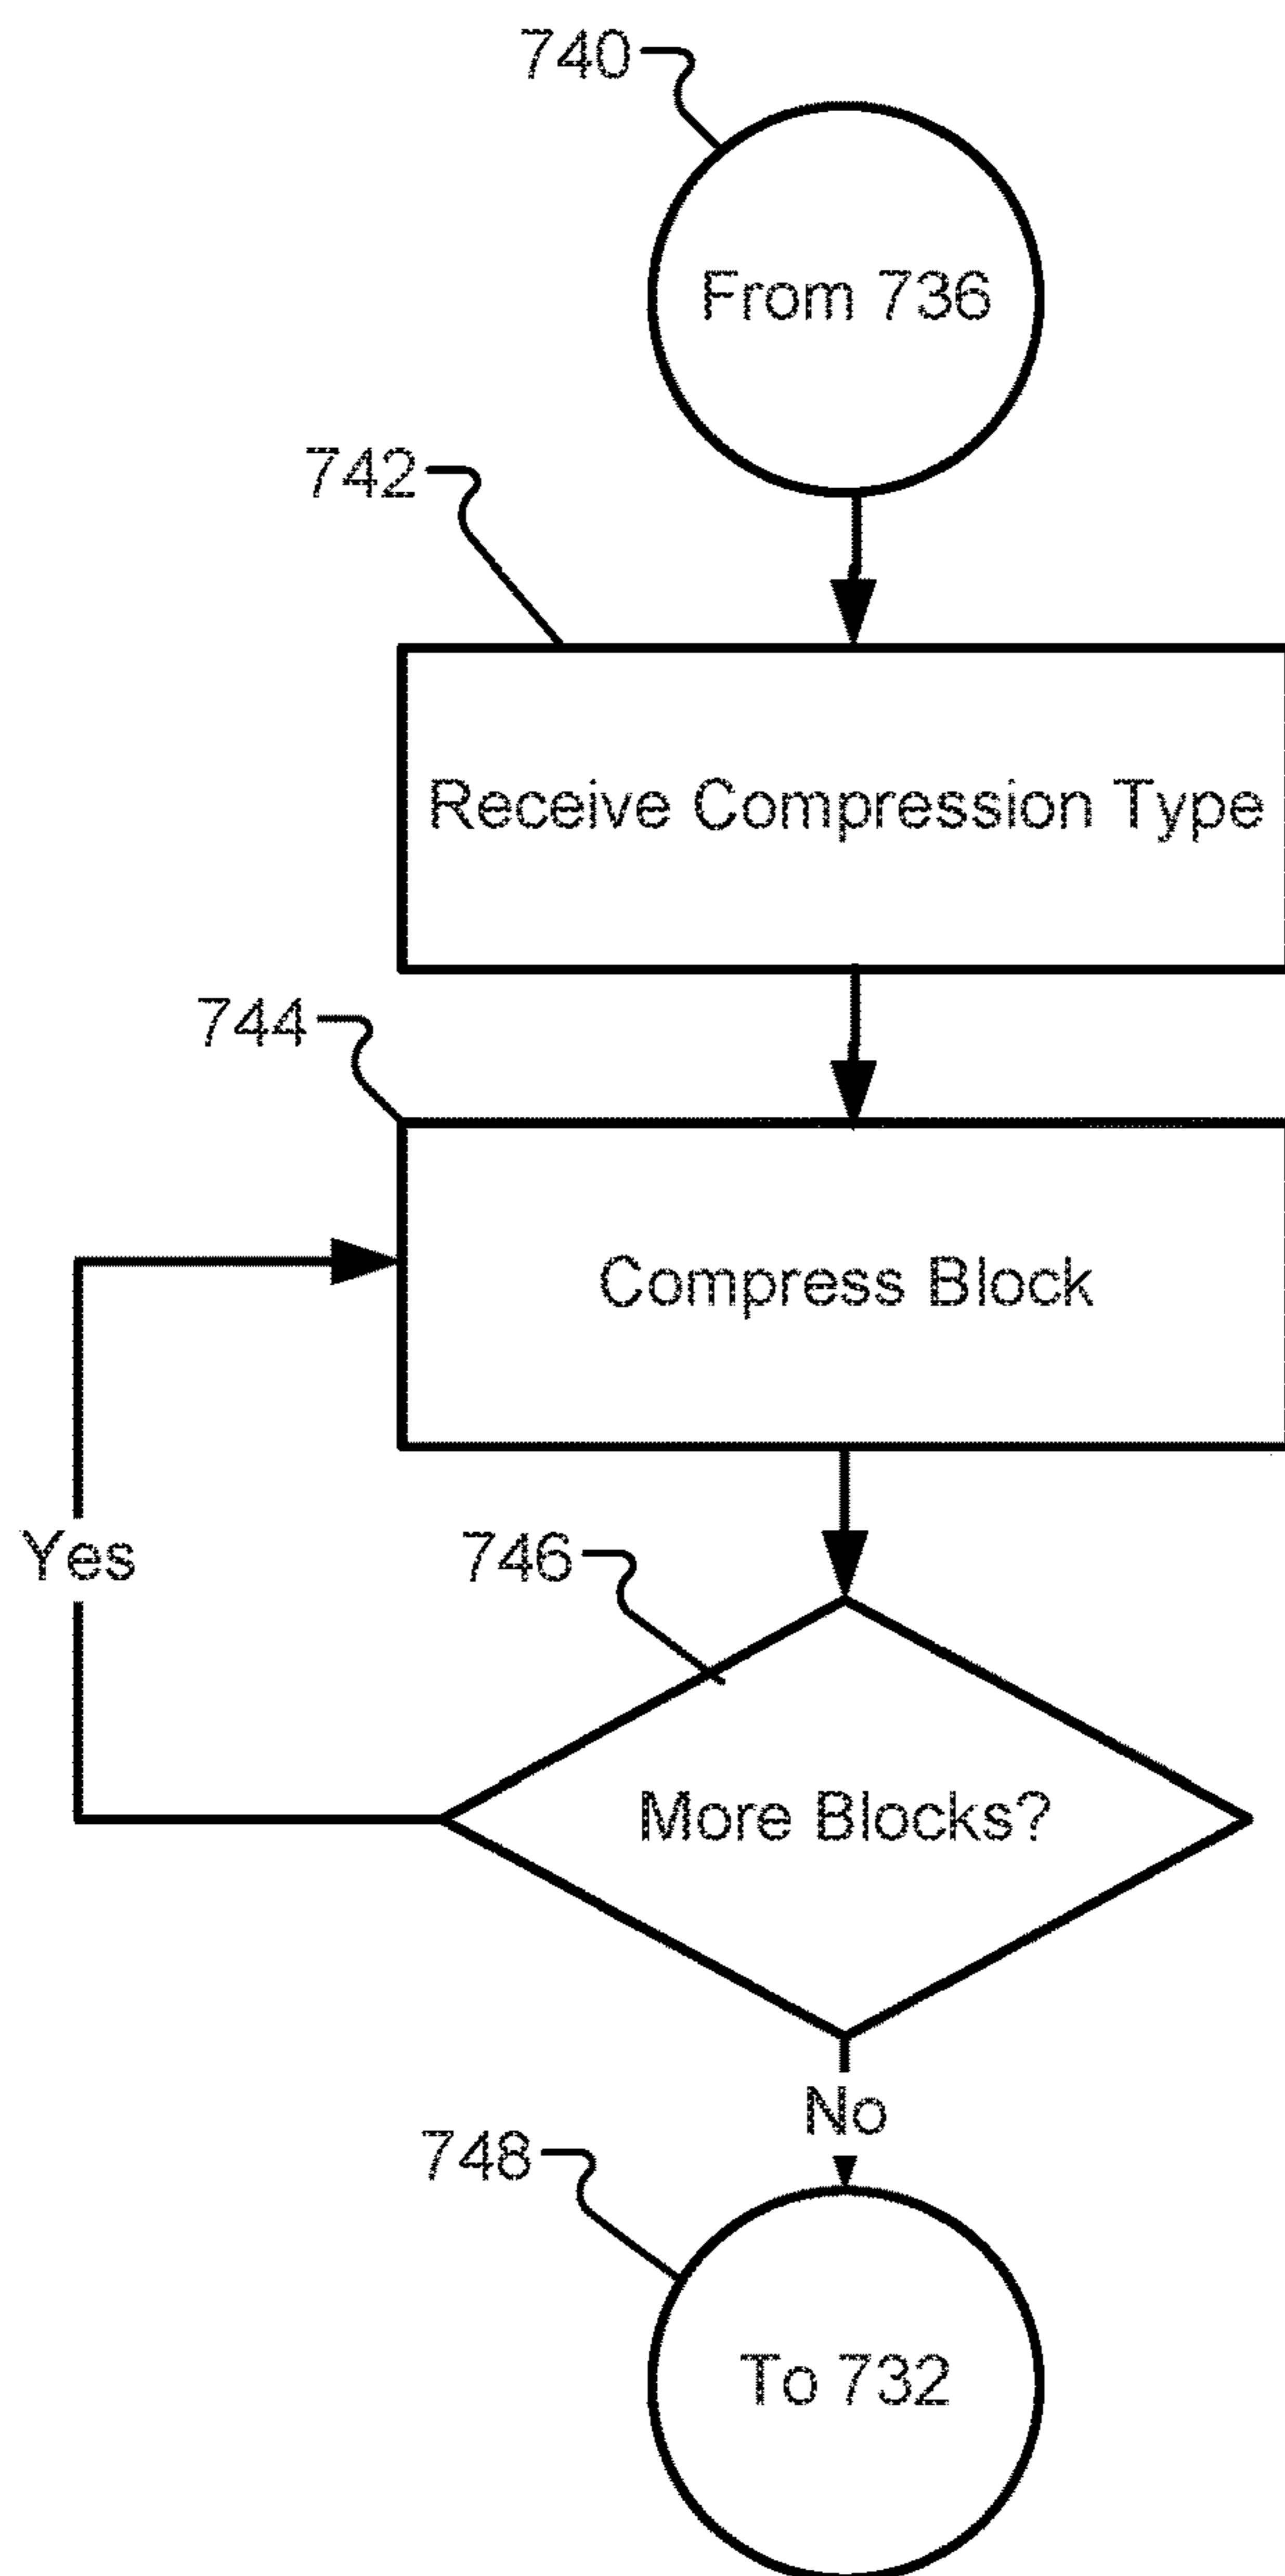 740
From 736
742
Receive Compression Type
744
Compress Block
Yes
746
More Blocks?
No
748
To 732